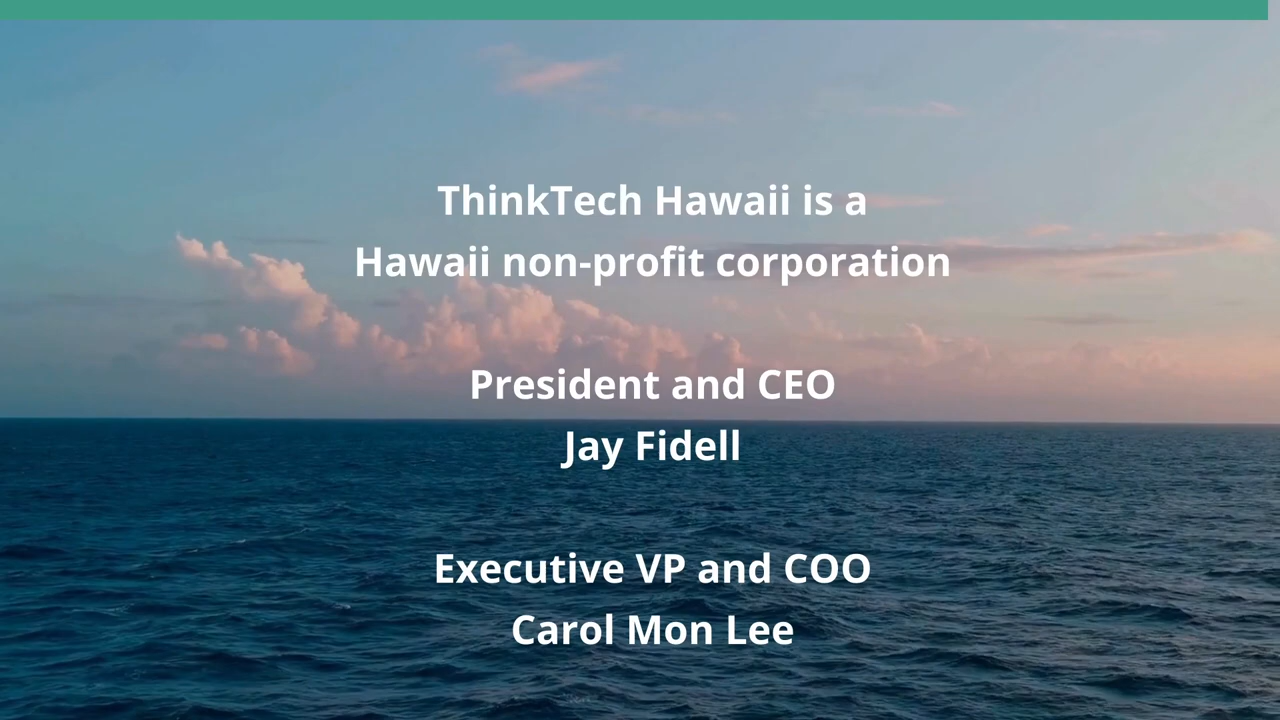 ThinkTech Hawaii is a
Hawaii non-profit corporation
President and CEO
Jay Fidell
Executive VP and COO
Carol Mon Lee